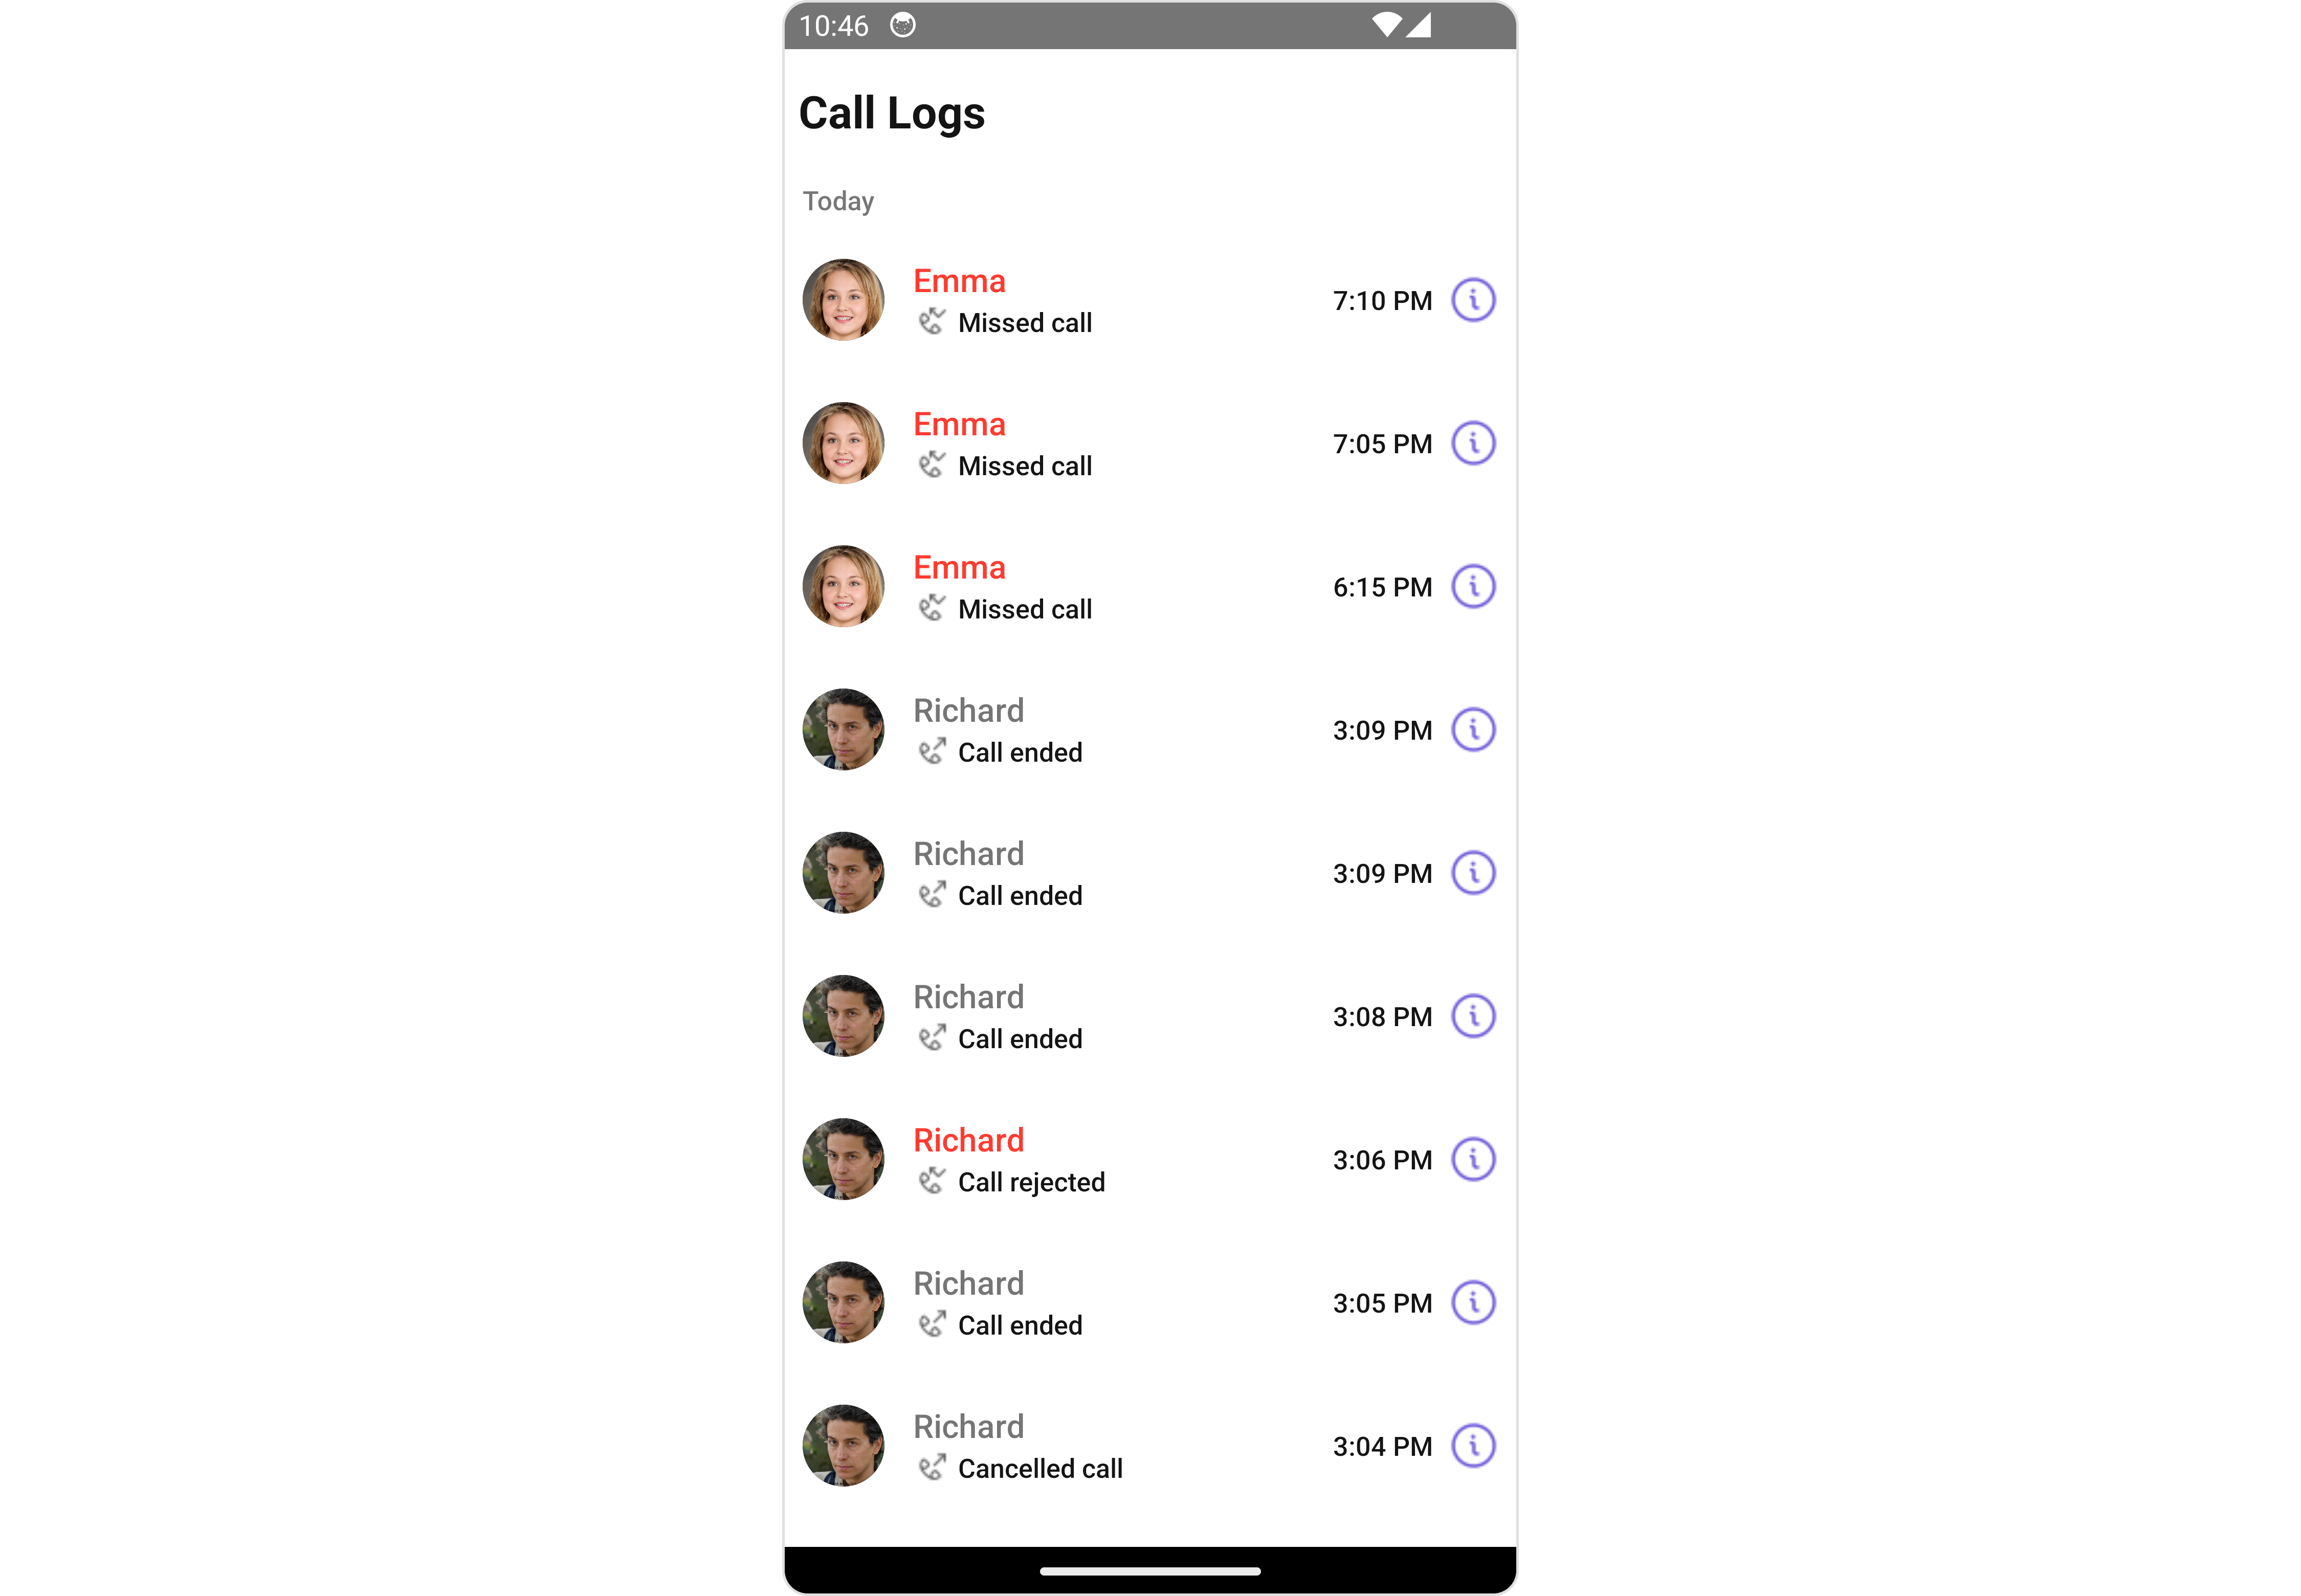 10:46
Call Logs
Today
Emma
Missed call
7:10 PM
Emma
Missed call
7:05 PM
Emma
Missed call
6:15 PM
Richard
Call ended
3:09 PM
Richard
Call ended
3:09 PM
Richard
Call ended
3:08 PM
Richard
Call rejected
3:06 PM
Richard
Call ended
3:05 PM
Richard
Cancelled call
3:04 PM